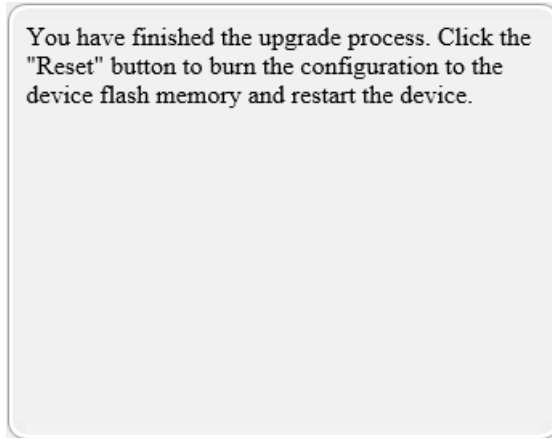 You have finished the upgrade process. Click the
"Reset" button to burn the configuration to the
device flash memory and restart the device.